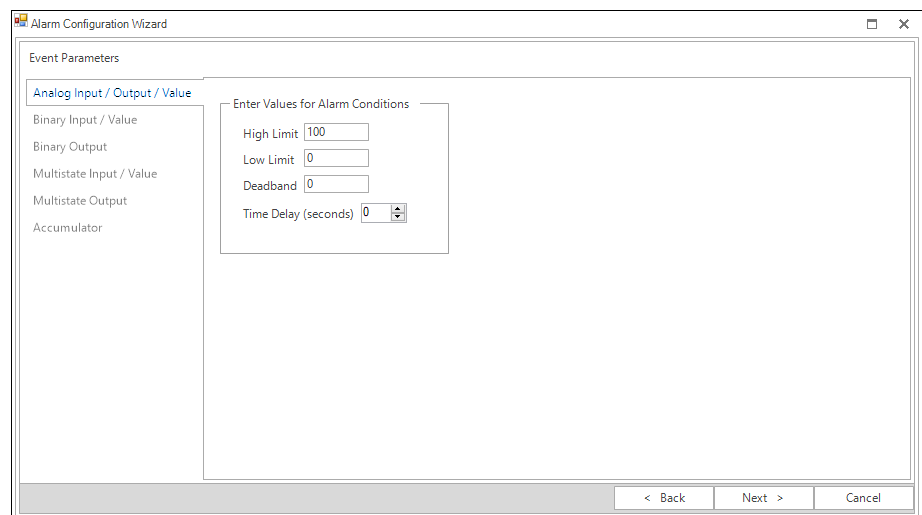 Alarm Configuration Wizard
Event Parameters
Analog Input / Output / Value
Binary Input / Value
Binary Output
Multistate Input / Value
Multistate Output
Accumulator
Enter Values for Alarm Conditions
High Limit 100
Low Limit 0
Deadband 0
Time Delay (seconds) 0
< Back Next > Cancel